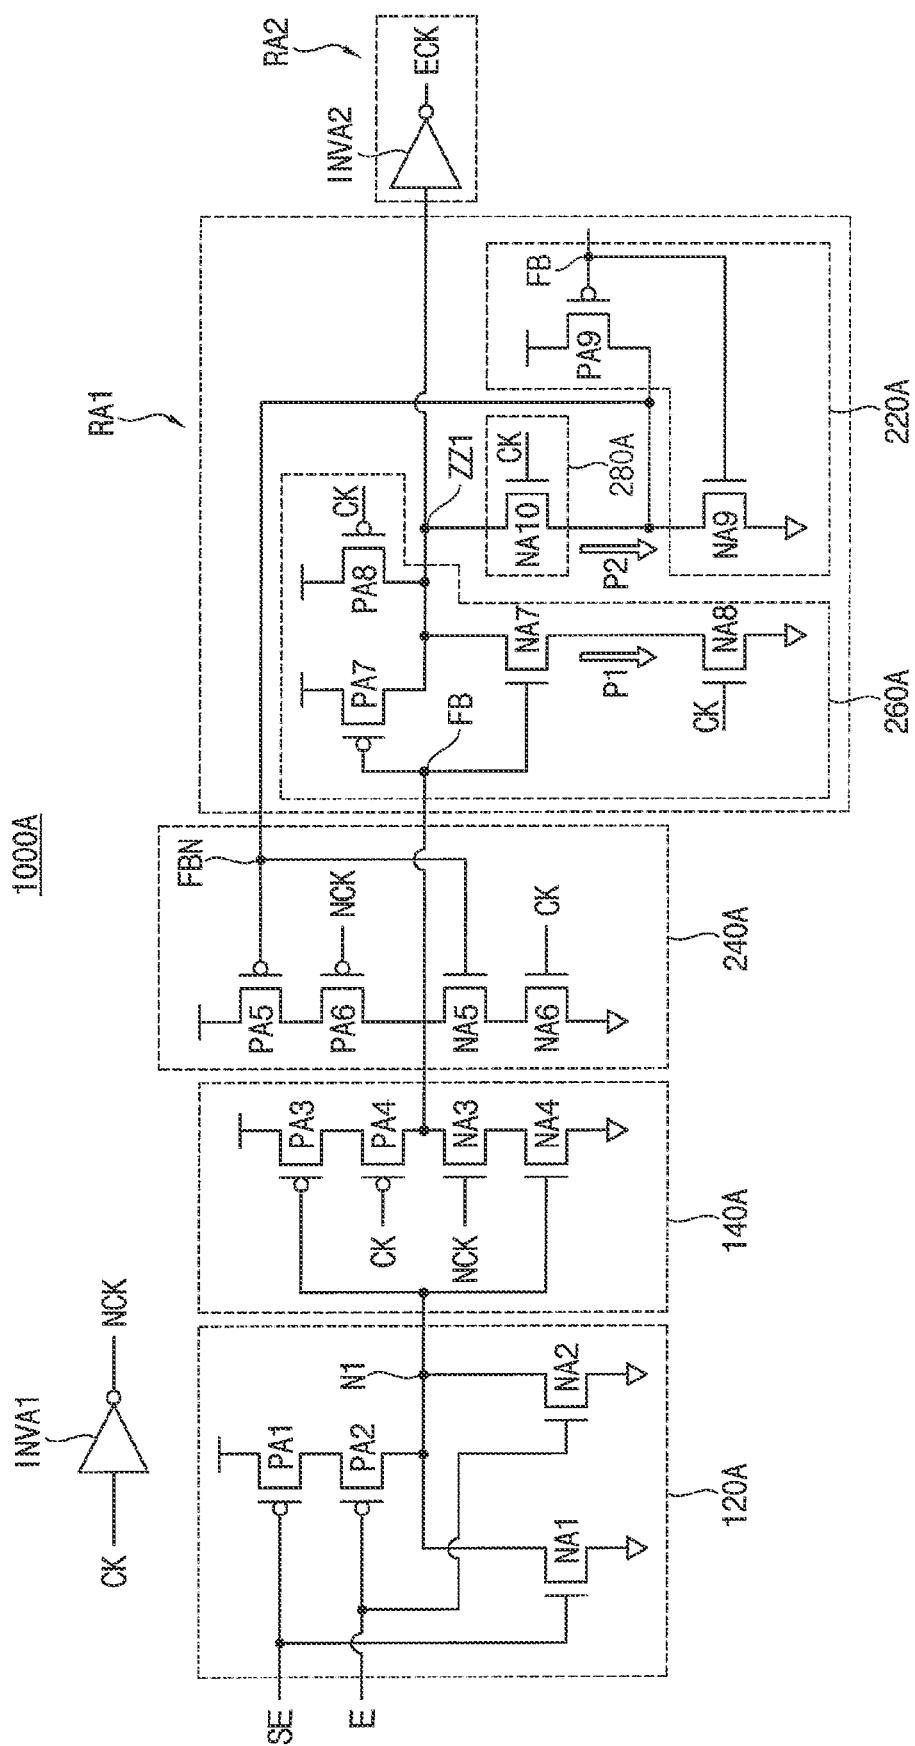 1000A
RA1
RA2
CK
INVA1
NCK
SE
E
PA1
PA2
N1
NA1
NA2
120A
PA3
PA4
CK
NCK
NA3
NA4
140A
FBN
PA5
PA6
NCK
NA5
NA6
CK
240A
PA7
PA8
CK
FB
ZZ1
NA7
P1
CK
NA8
260A
NA10
CK
280A
P2
NA9
PA9
FB
220A
INVA2
ECK